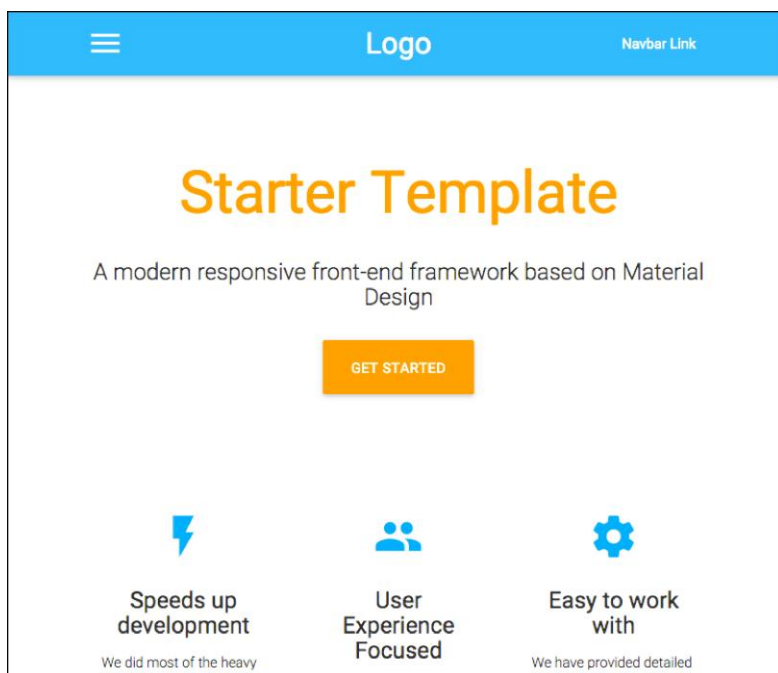 Logo
Navbar Link
Starter Template
A modern responsive front-end framework based on Material
Design
GET STARTED
Speeds up
development
We did most of the heavy
User
Experience
Focused
Easy to work
with
We have provided detailed